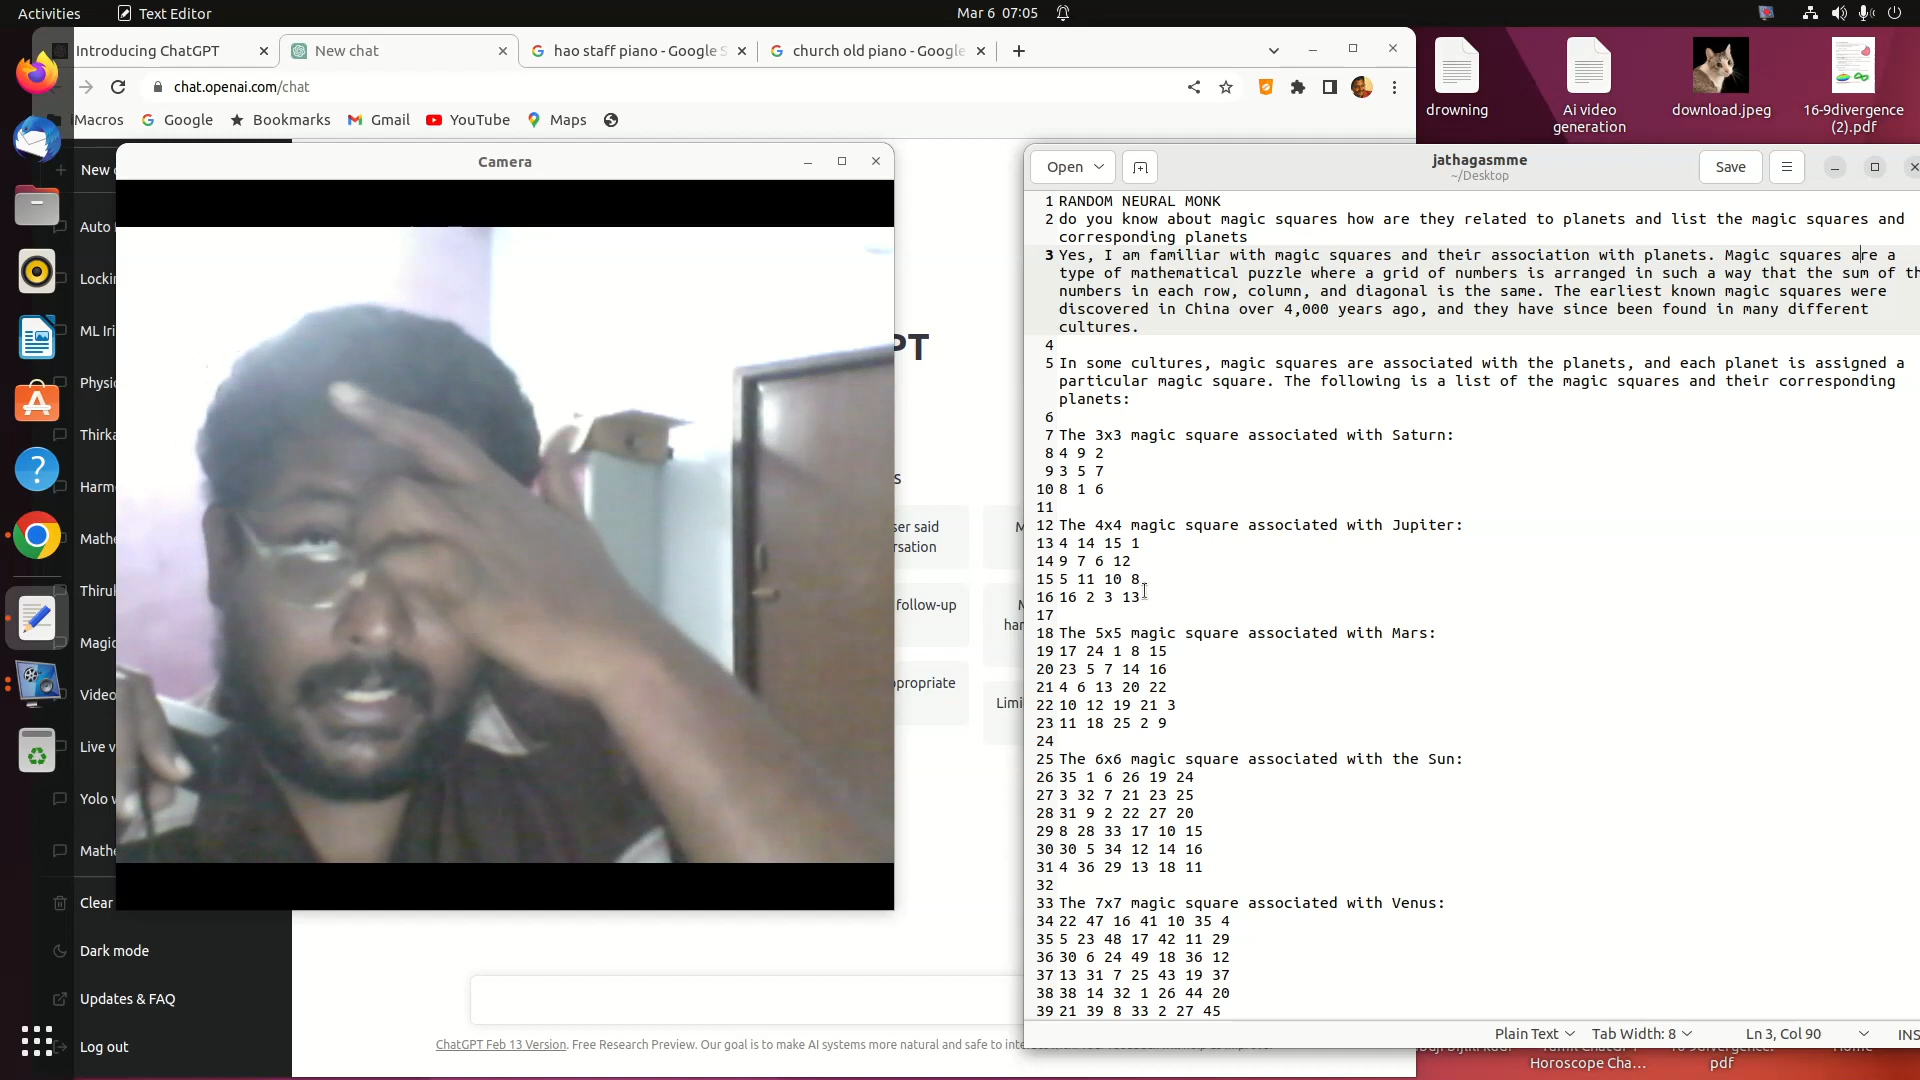 Activities
Text Editor
Mar 6 07:05
Introducing ChatGPT
New chat
hao staff piano - Google S
church old piano - Google
chat.openai.com/chat
Macros
Google
Bookmarks
Gmail
YouTube
Maps
drowning
Ai video
generation
download.jpeg
16-9divergence
(2).pdf
New
Auto
Lockin
ML Iri
Physi
Thirka
Harm
Mathe
Thiruk
Magic
Video
Live v
Yolo
Mathe
Clear
Dark mode
Updates & FAQ
Log out
Camera
PT
s
ser said
rsation
follow-up
propriate
Limi
ChatGPT Feb 13 Version. Free Research Preview. Our goal is to make AI systems more natural and safe to inte
Open
jathagasmme
~/Desktop
Save
1 RANDOM NEURAL MONK
2 do you know about magic squares how are they related to planets and list the magic squares and
corresponding planets
3 Yes, I am familiar with magic squares and their association with planets. Magic squares are a
type of mathematical puzzle where a grid of numbers is arranged in such a way that the sum of th
numbers in each row, column, and diagonal is the same. The earliest known magic squares were
discovered in China over 4,000 years ago, and they have since been found in many different
cultures.
4
5 In some cultures, magic squares are associated with the planets, and each planet is assigned a
particular magic square. The following is a list of the magic squares and their corresponding
planets:
6
7 The 3x3 magic square associated with Saturn:
8 4 9 2
9 3 5 7
10 8 1 6
11
12 The 4x4 magic square associated with Jupiter:
13 4 14 15 1
14 9 7 6 12
15 5 11 10 8
16 16 2 3 13
17
18 The 5x5 magic square associated with Mars:
19 17 24 1 8 15
20 23 5 7 14 16
21 4 6 13 20 22
22 10 12 19 21 3
23 11 18 25 2 9
24
25 The 6x6 magic square associated with the Sun:
26 35 1 6 26 19 24
27 3 32 7 21 23 25
28 31 9 2 22 27 20
29 8 28 33 17 10 15
30 30 5 34 12 14 16
31 4 36 29 13 18 11
32
33 The 7x7 magic square associated with Venus:
34 22 47 16 41 10 35 4
35 5 23 48 17 42 11 29
36 30 6 24 49 18 36 12
37 13 31 7 25 43 19 37
38 38 14 32 1 26 44 20
39 21 39 8 33 2 27 45
Plain Text
Tab Width: 8
Ln 3, Col 90
INS
Horoscope Cha...
pdf